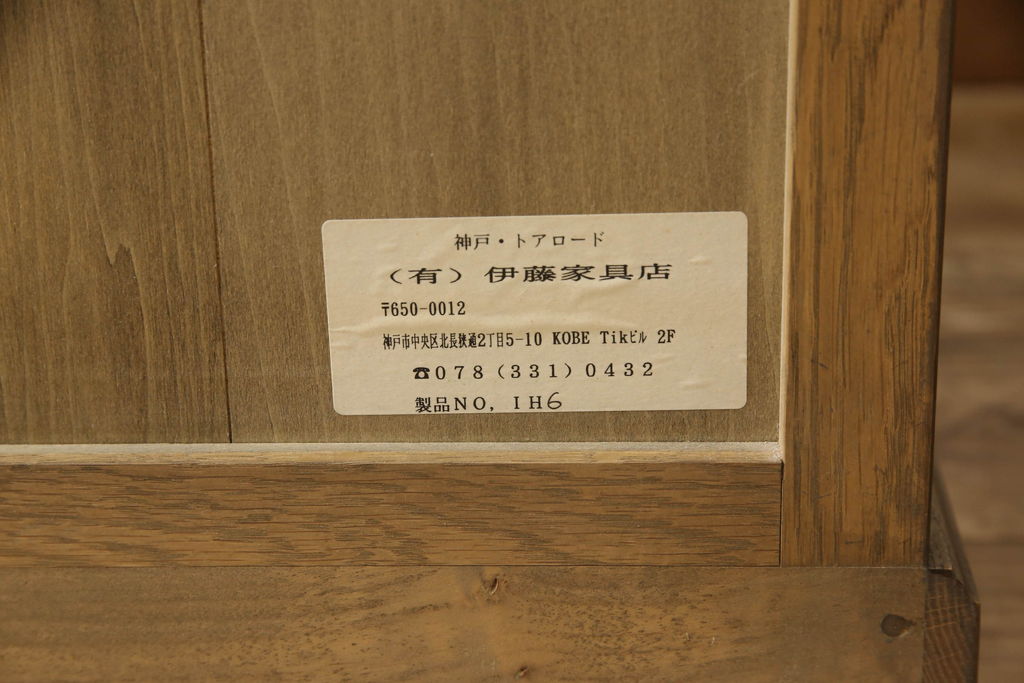 神戸・トアロード
（有）伊藤家具店
〒650-0012
神戸市中央区北長狭通2丁目5-10 KOBE Tikビル 2F
☎078（331）0432
製品NO，IH6